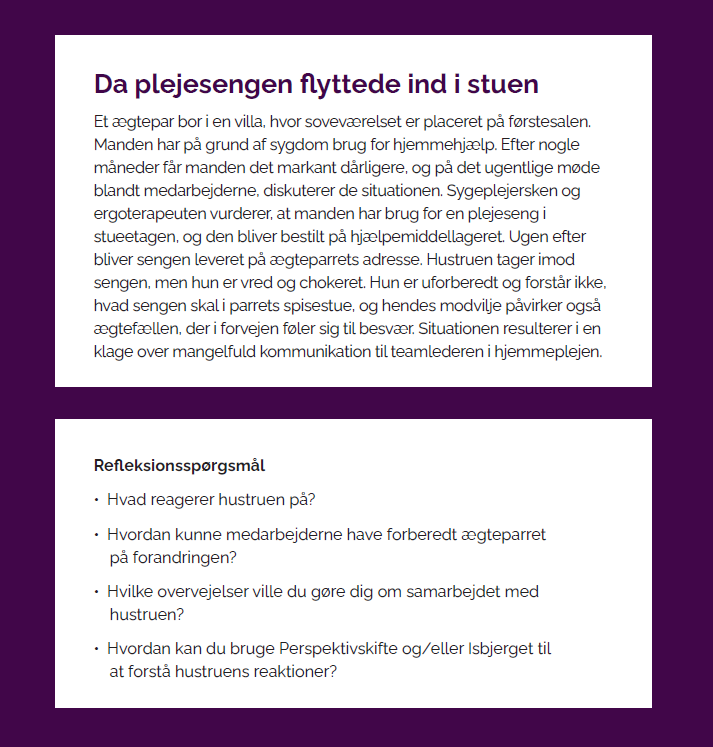 Da plejesengen flyttede ind i stuen
Et ægtepar bor i en villa, hvor soveværelset er placeret på førstesalen.
Manden har på grund af sygdom brug for hjemmehjælp. Efter nogle
måneder får manden det markant dårligere, og på det ugentlige møde
blandt medarbejderne, diskuterer de situationen. Sygeplejersken og
ergoterapeuten vurderer, at manden har brug for en plejeseng i
stueetagen, og den bliver bestilt på hjælpemiddellageret. Ugen efter
bliver sengen leveret på ægteparrets adresse. Hustruen tager imod
sengen, men hun er vred og chokeret. Hun er uforberedt og forstår ikke,
hvad sengen skal i parrets spisestue, og hendes modvilje påvirker også
ægtefællen, der i forvejen føler sig til besvær. Situationen resulterer i en
klage over mangelfuld kommunikation til teamlederen i hjemmeplejen.
Refleksionsspørgsmål
• Hvad reagerer hustruen på?
• Hvordan kunne medarbejderne have forberedt ægteparret
på forandringen?
• Hvilke overvejelser ville du gøre dig om samarbejdet med
hustruen?
• Hvordan kan du bruge Perspektivskifte og/eller Isbjerget til
at forstå hustruens reaktioner?